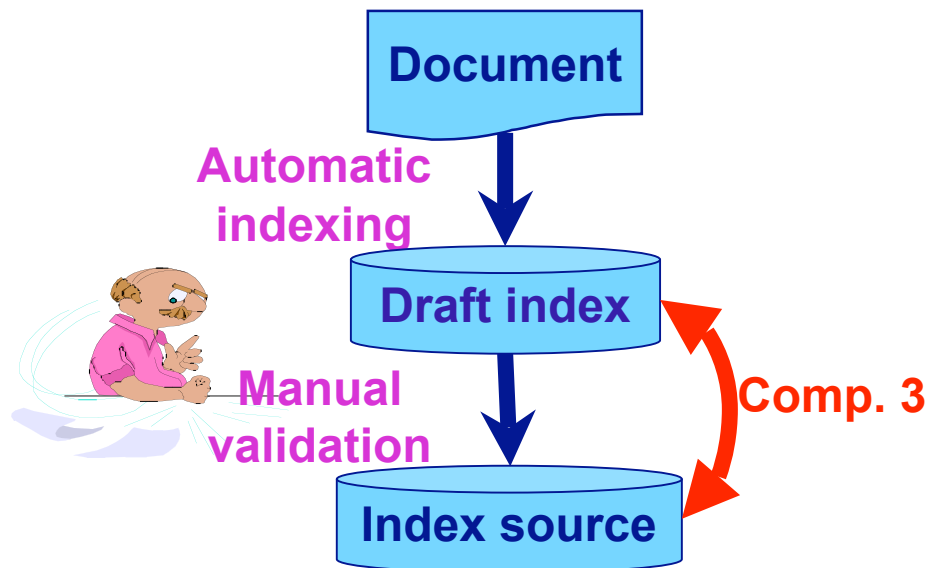 Document
Automatic
indexing
Draft index
Manual
validation
Comp. 3
Index source